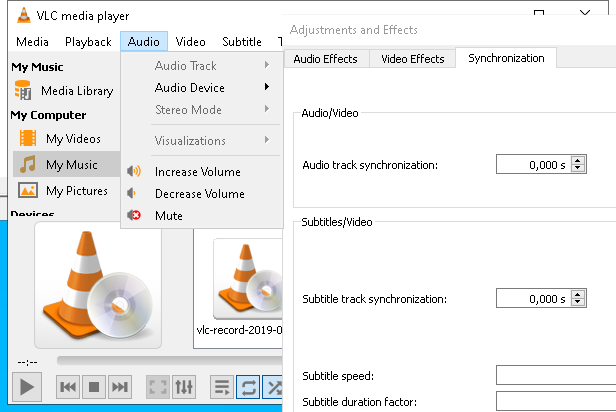 VLC media player
Media Playback Audio Video Subtitle
My Music
Media Library
My Computer
My Videos
My Music
My Pictures
Devices
Audio Track
Audio Device
Stereo Mode
Visualizations
Increase Volume
Decrease Volume
Mute
vlc-record-2019-0
--:--
Adjustments and Effects
Audio Effects Video Effects Synchronization
Audio/Video
Audio track synchronization: 0,000 s
Subtitles/Video
Subtitle track synchronization: 0,000 s
Subtitle speed:
Subtitle duration factor: